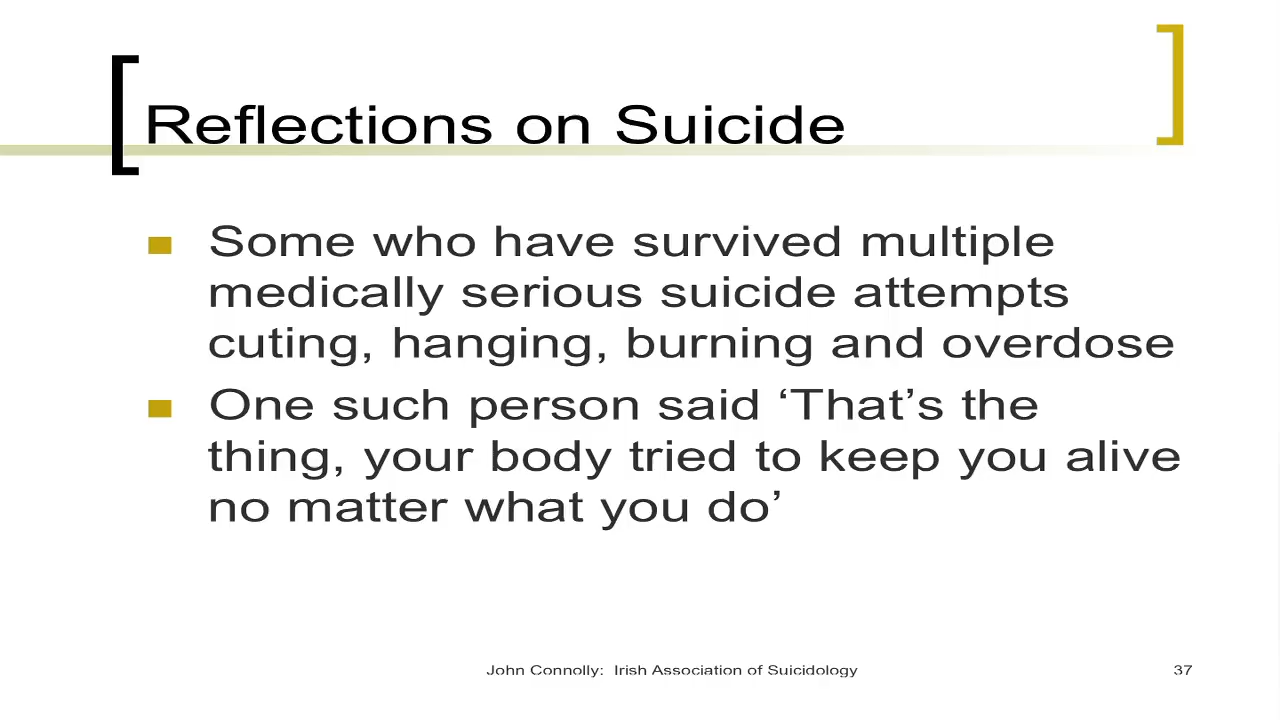 Reflections on Suicide
Some who have survived multiple
medically serious suicide attempts
cuting, hanging, burning and overdose
One such person said ‘That’s the
thing, your body tried to keep you alive
no matter what you do’
John Connolly: Irish Association of Suicidology
37